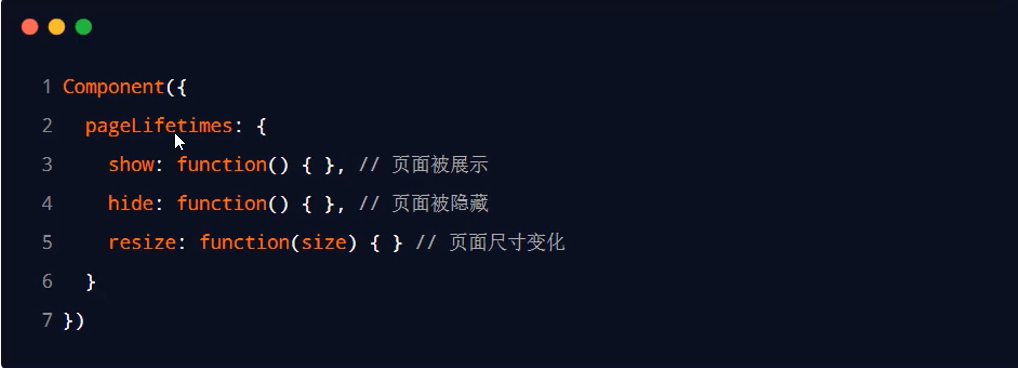 1 Component({
2 pageLifetimes: {
3 show: function() { }, // 页面被展示
4 hide: function() { }, // 页面被隐藏
5 resize: function(size) { } // 页面尺寸变化
6 }
7 })